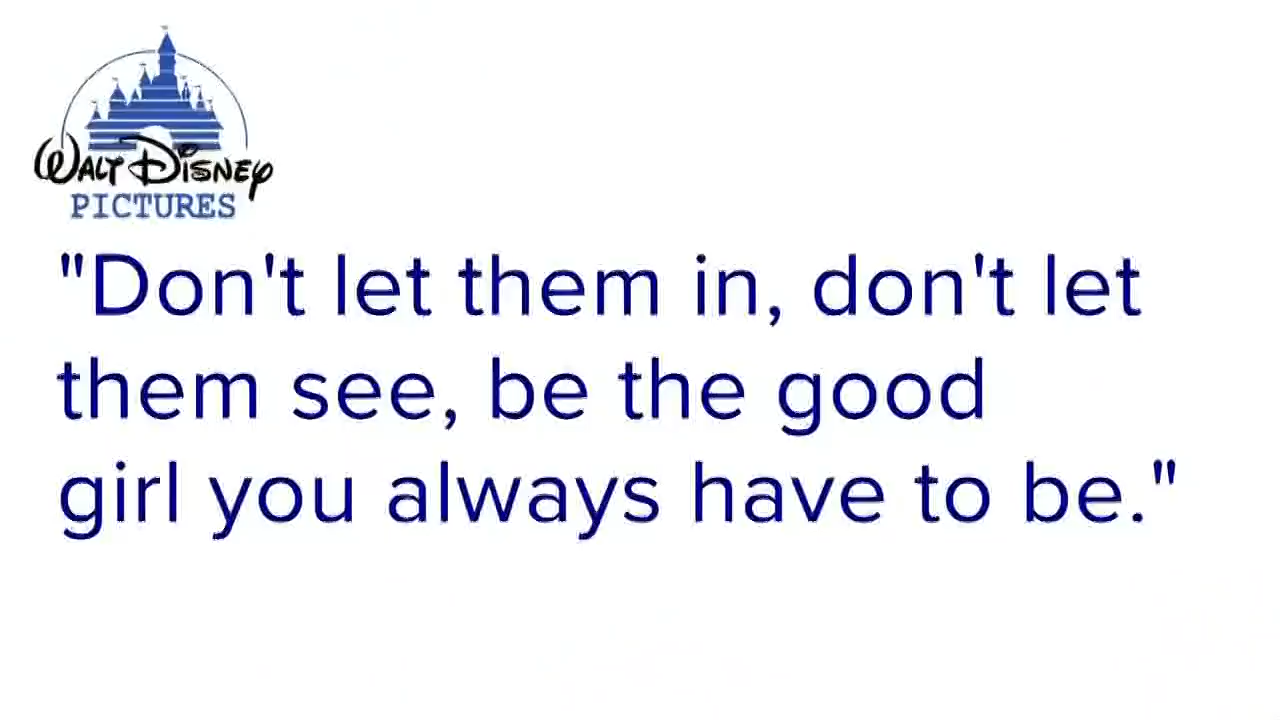 WALT DISNEY
PICTURES
"Don't let them in, don't let
them see, be the good
girl you always have to be."